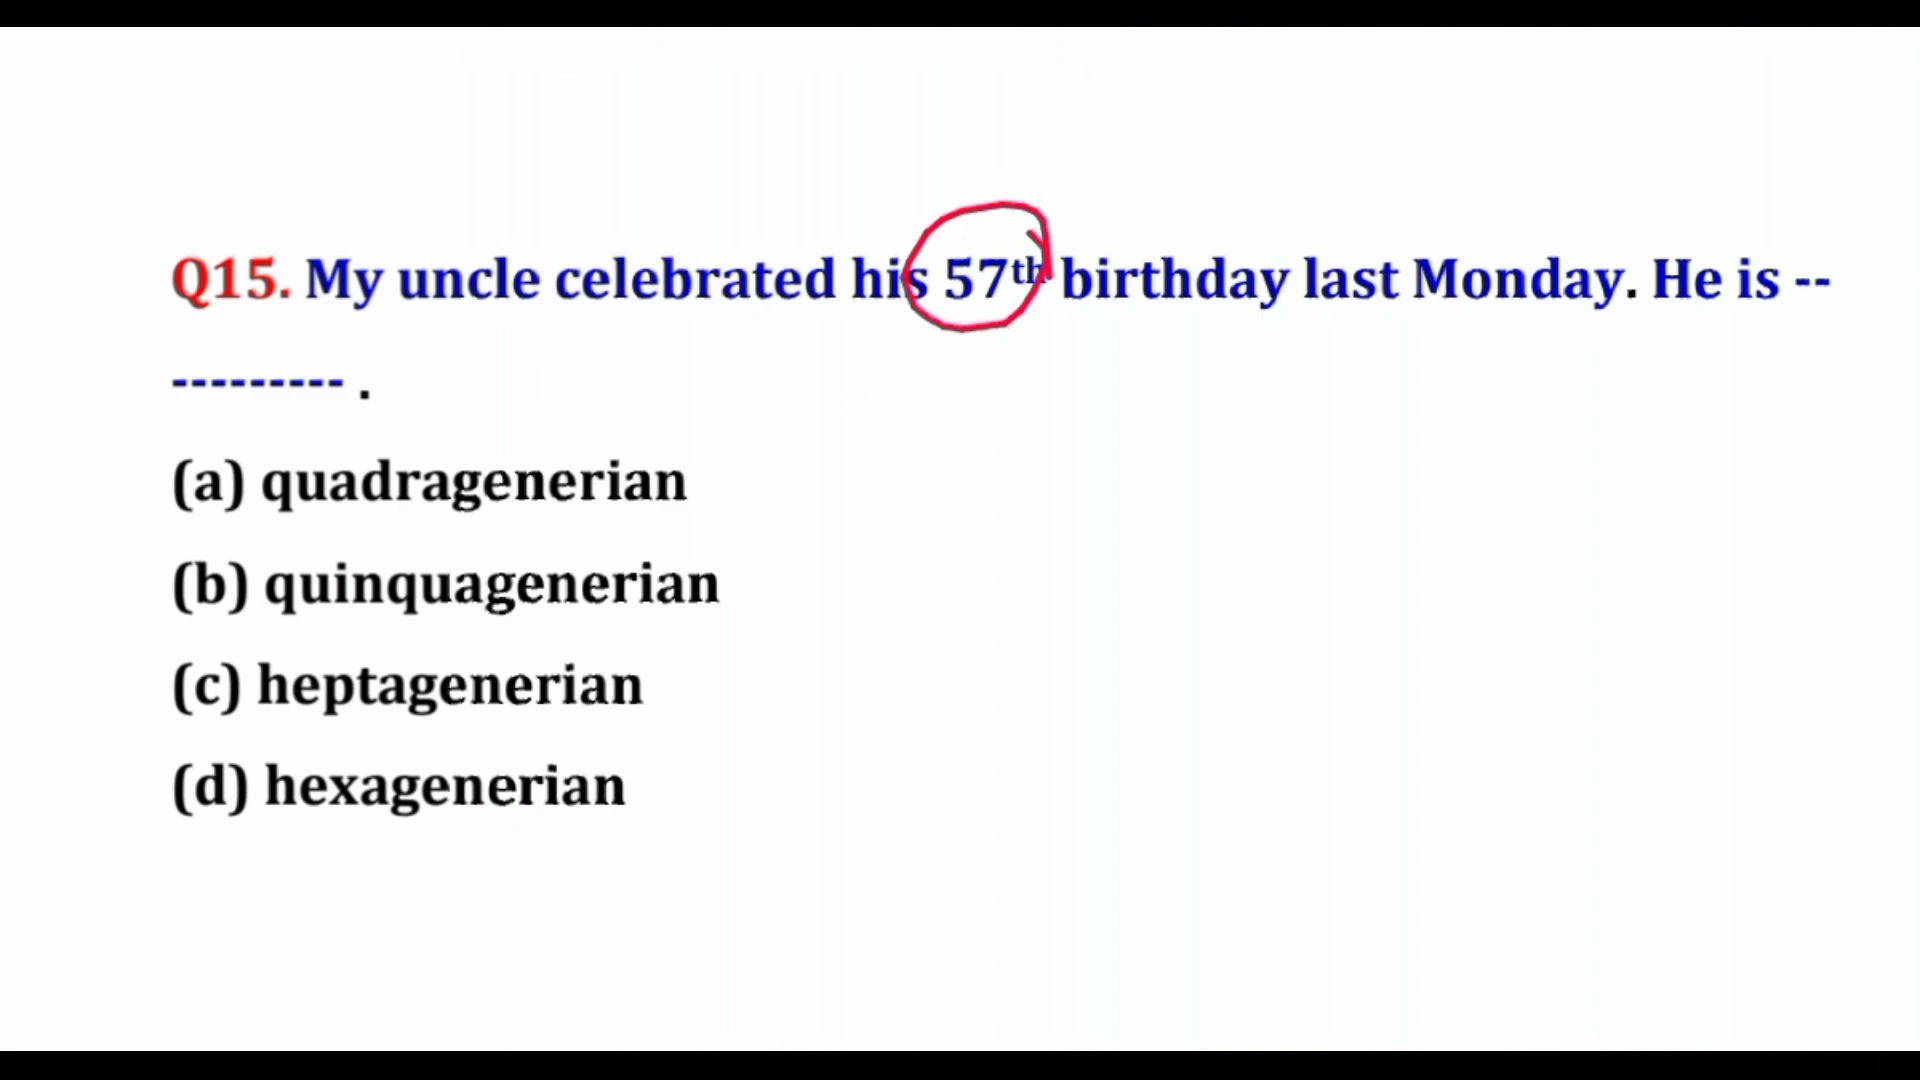 Q15. My uncle celebrated his 57th birthday last Monday. He is --
--------- .
(a) quadragenerian
(b) quinquagenerian
(c) heptagenerian
(d) hexagenerian